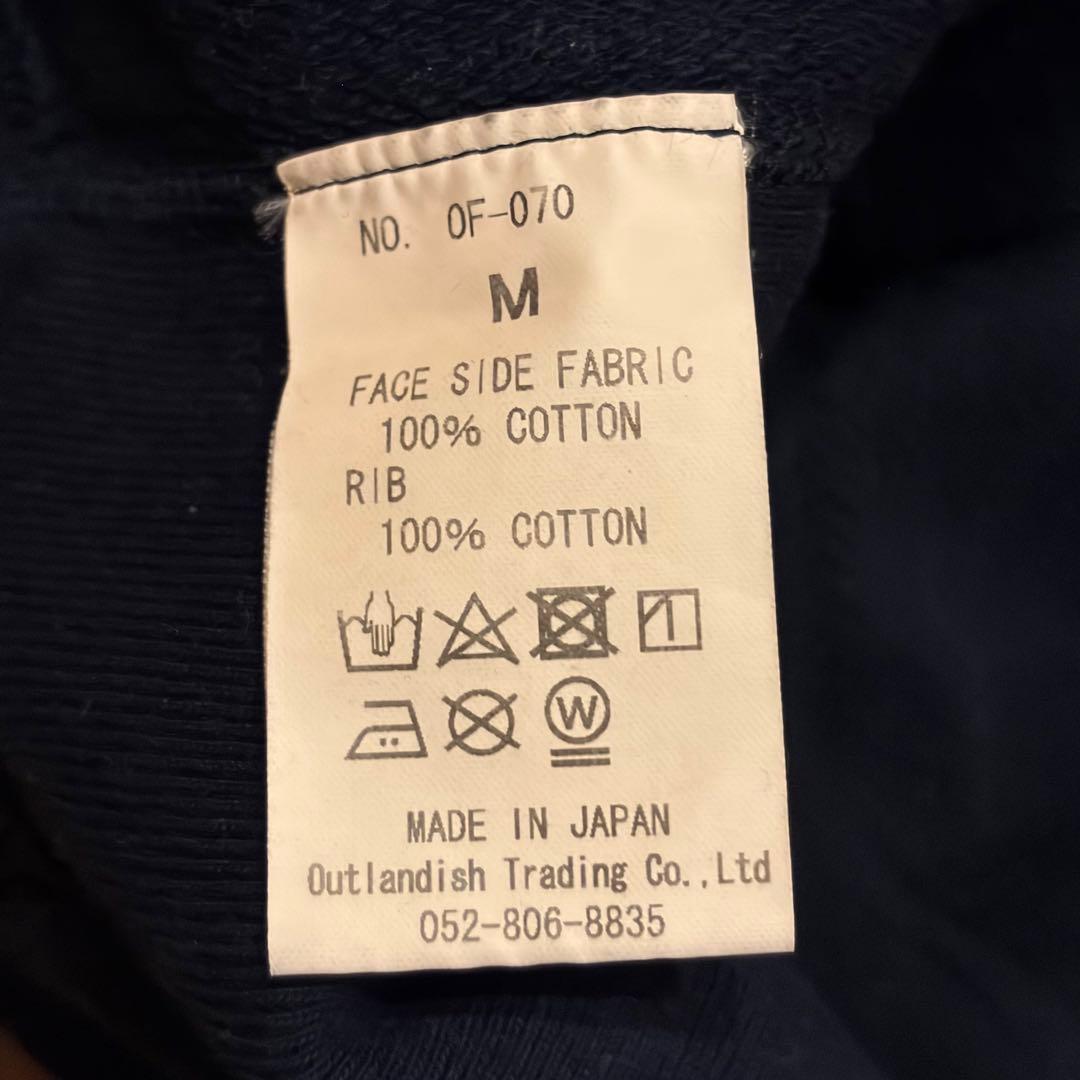 NO. OF-070
M
FACE SIDE FABRIC
100% COTTON
RIB
100% COTTON
W
MADE IN JAPAN
Outlandish Trading Co.,Ltd
052-806-8835